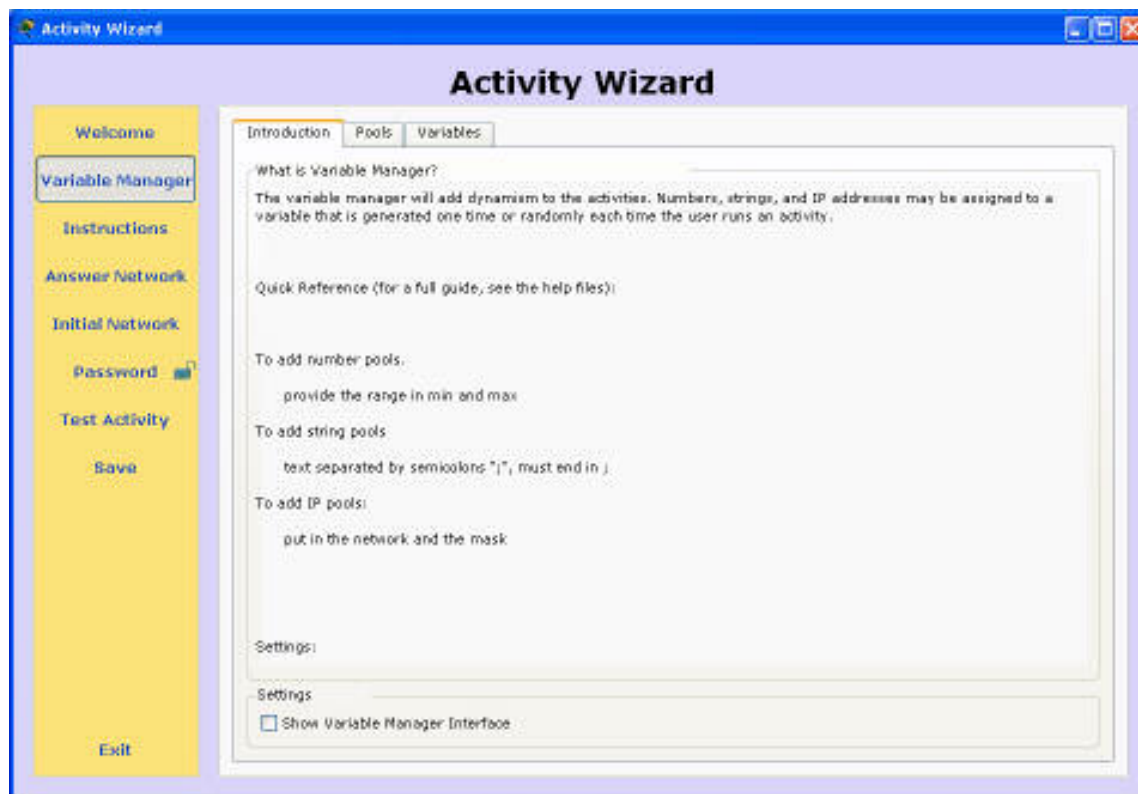 Activity Wizard
Activity Wizard
Welcome
Variable Manager
Instructions
Answer Network
Initial Network
Password
Test Activity
Save
Exit
Introduction
Pools
Variables
What is Variable Manager?
The variable manager will add dynamism to the activities. Numbers, strings, and IP addresses may be assigned to a
variable that is generated one time or randomly each time the user runs an activity.
Quick Reference (for a full guide, see the help files):
To add number pools.
provide the range in min and max
To add string pools
text separated by semicolons ";", must end in ;
To add IP pools:
put in the network and the mask
Settings:
Settings
Show Variable Manager Interface